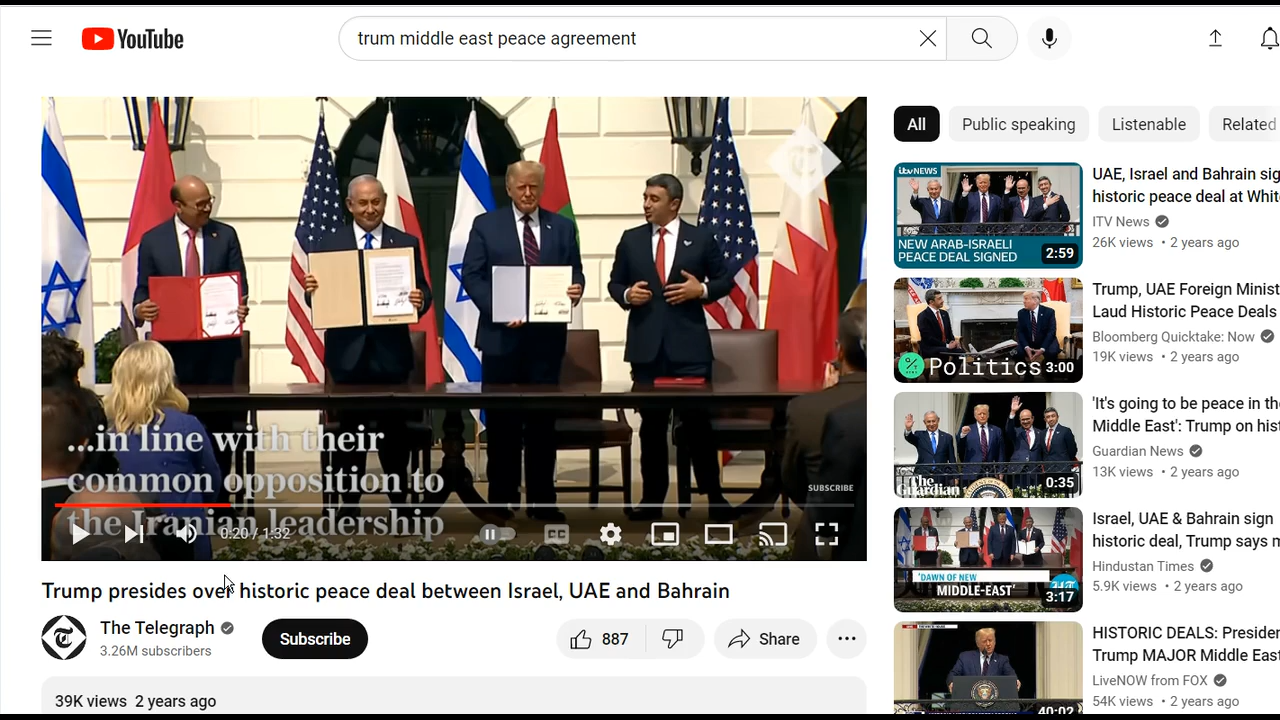 YouTube
trum middle east peace agreement
...in line with their
common opposition to
the Iranian leadership
SUBSCRIBE
0:20 / 1:32
Trump presides over historic peace deal between Israel, UAE and Bahrain
The Telegraph
3.26M subscribers
Subscribe
887
Share
39K views 2 years ago
All
Public speaking
Listenable
Related
itv NEWS
NEW ARAB-ISRAELI
PEACE DEAL SIGNED
2:59
UAE, Israel and Bahrain sig
historic peace deal at Whit
ITV News
26K views • 2 years ago
Politics
3:00
Trump, UAE Foreign Minist
Laud Historic Peace Deals
Bloomberg Quicktake: Now
19K views • 2 years ago
The
Guardian
0:35
'It's going to be peace in the
Middle East': Trump on hist
Guardian News
13K views • 2 years ago
'DAWN OF NEW
MIDDLE-EAST'
3:17
Israel, UAE & Bahrain sign
historic deal, Trump says m
Hindustan Times
5.9K views • 2 years ago
40:02
HISTORIC DEALS: Presider
Trump MAJOR Middle East
LiveNOW from FOX
54K views • 2 years ago